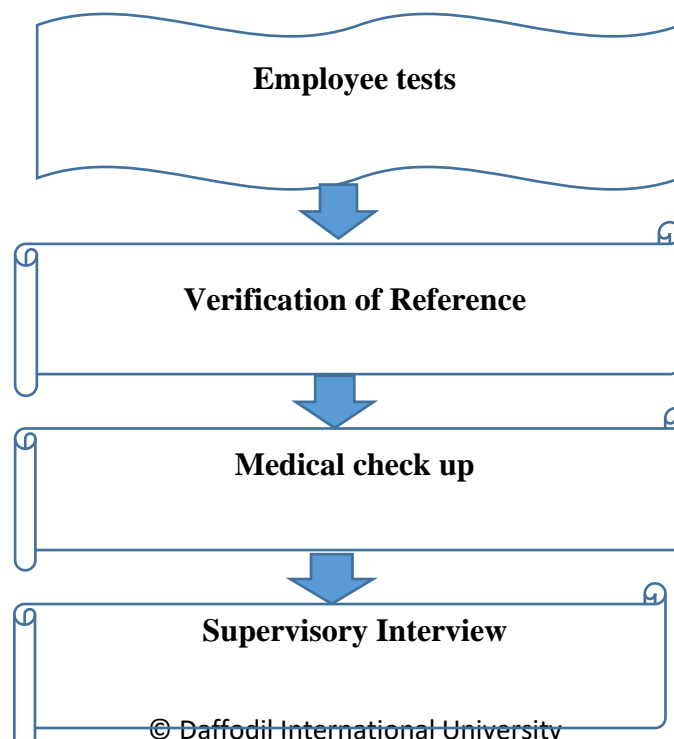 Employee tests
Verification of Reference
Medical check up
Supervisory Interview
© Daffodil International University